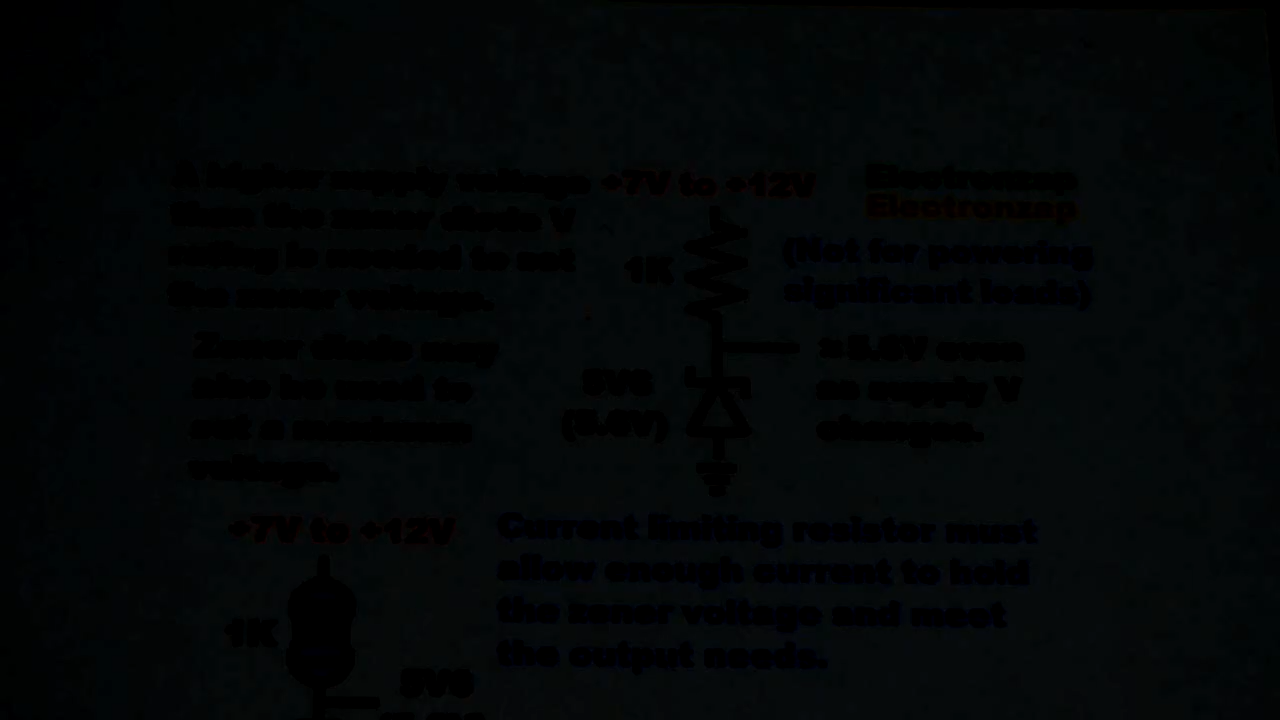 A higher supply voltage
than the zener diode V
rating is needed to set
the zener voltage.
+7V to +12V
Electronzap
Electronzap
(Not for powering
significant loads)
1K
Zener diode may
also be used to
set a maximum
voltage.
5V6
(5.6V)
≈5.6V even
as supply V
changes.
+7V to +12V
1K
5V6
Current limiting resistor must
allow enough current to hold
the zener voltage and meet
the output needs.